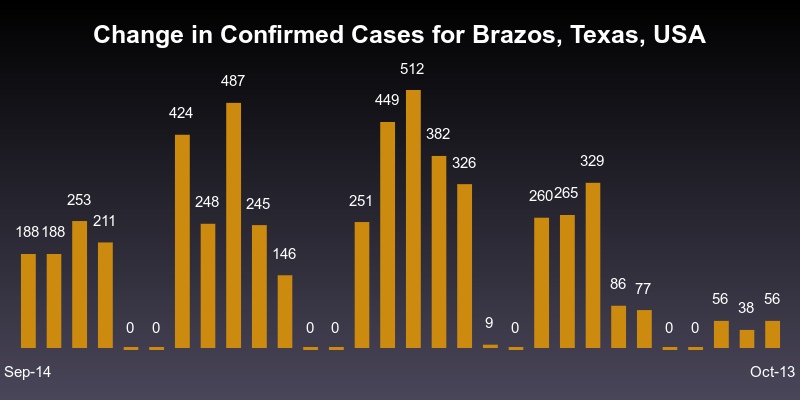 Change in Confirmed Cases for Brazos, Texas, USA
188 188 253 211 0 0 424 248 487 245 146 0 0 251 449 512 382 326 9 0 260 265 329 86 77 0 0 56 38 56
Sep-14 Oct-13